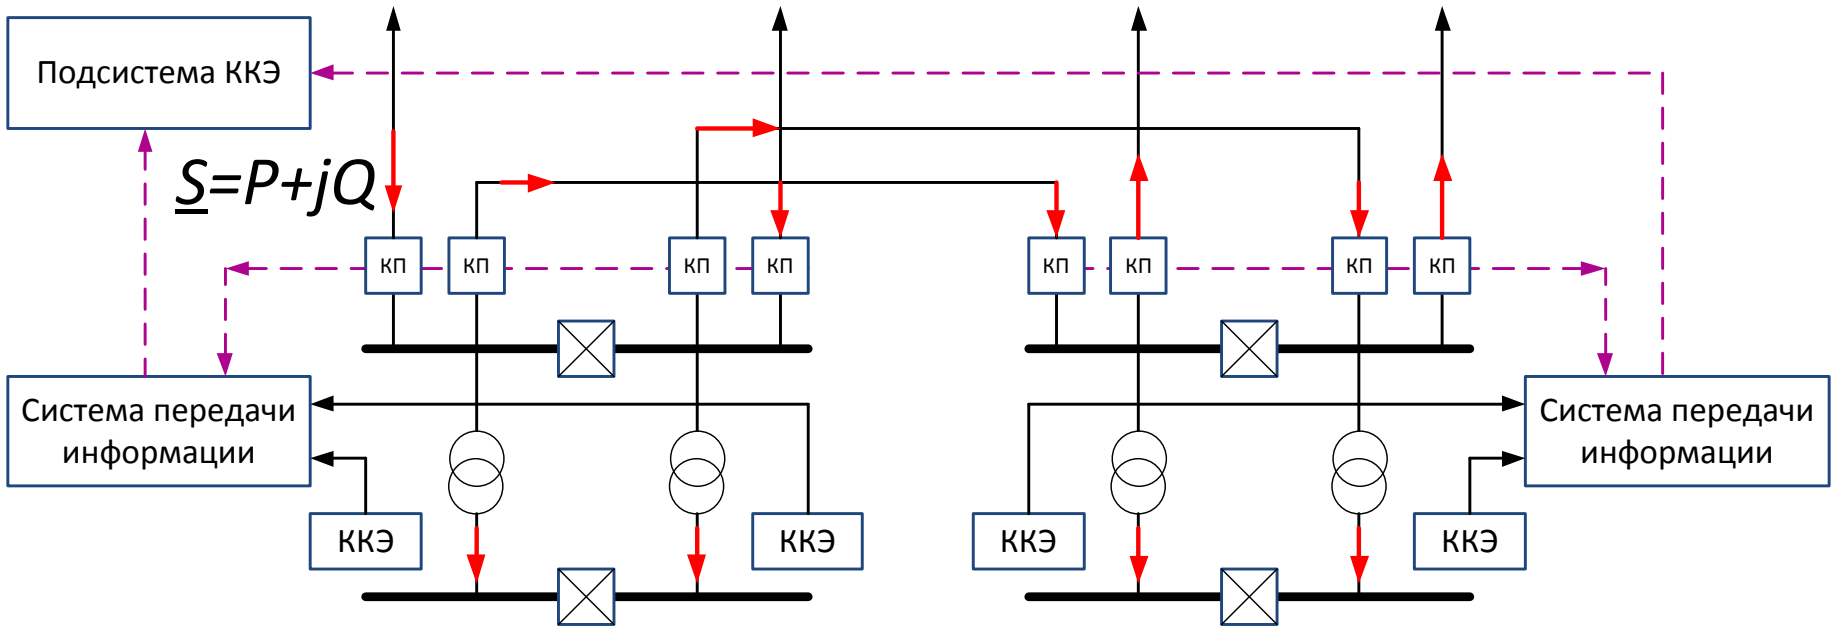 Подсистема ККЭ
S=P+jQ
КП КП КП КП КП КП КП КП
Система передачи
информации
Система передачи
информации
ККЭ ККЭ ККЭ ККЭ